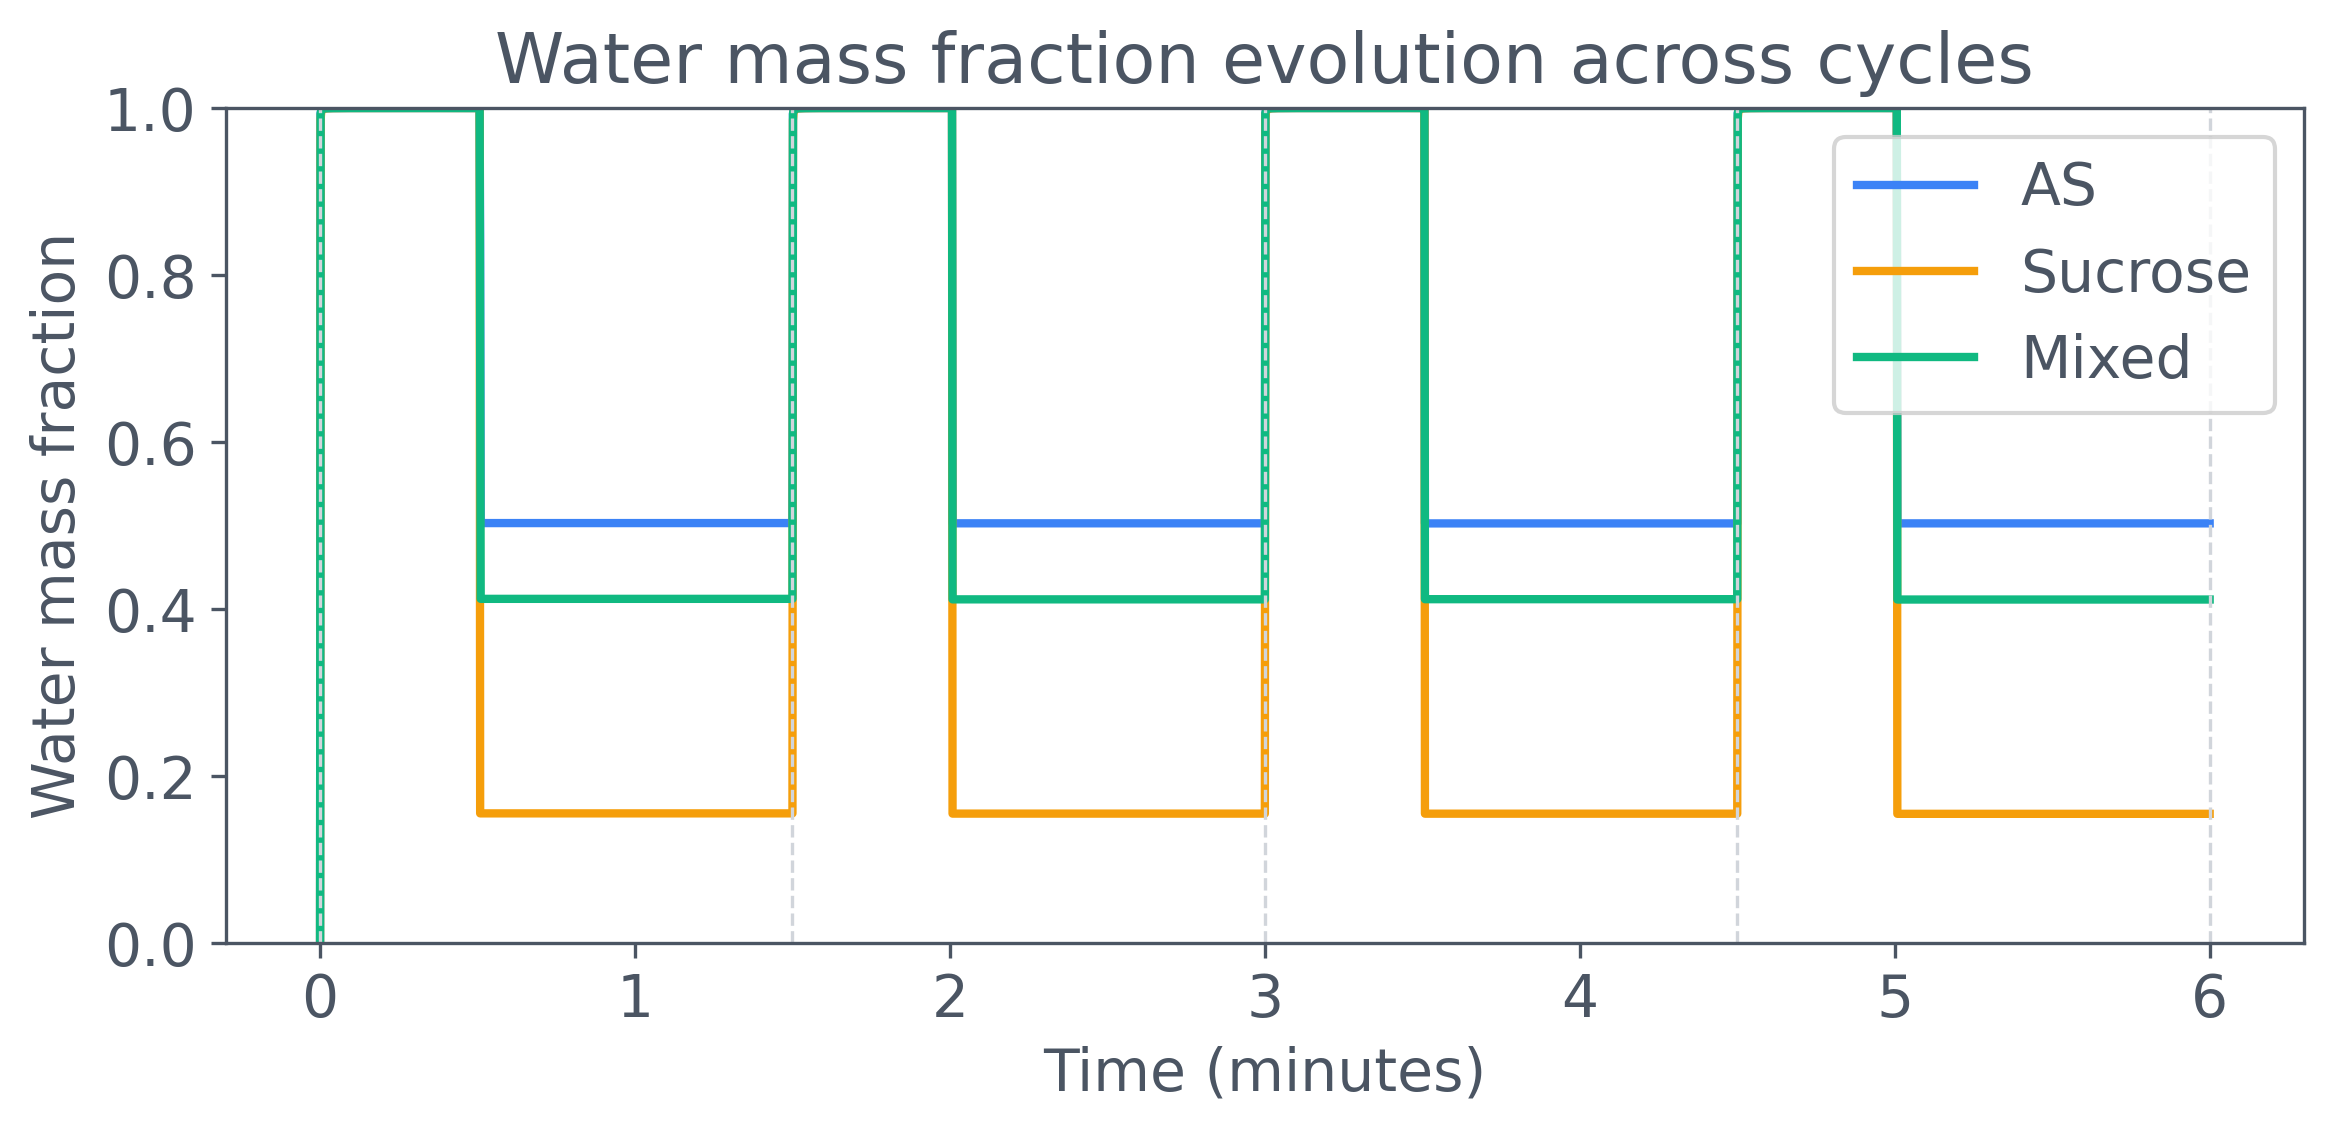 Water mass fraction evolution across cycles
Water mass fraction
1.0
0.8
0.6
0.4
0.2
0.0
AS
Sucrose
Mixed
0 1 2 3 4 5 6
Time (minutes)